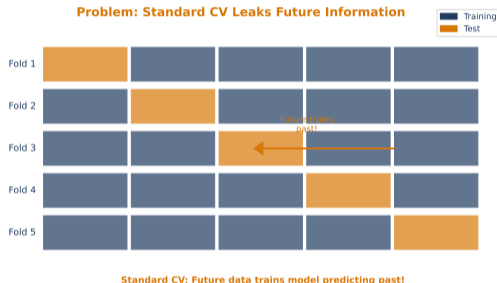 Problem: Standard CV Leaks Future Information
Training
Test
Fold 1
Fold 2
Future trains
past!
Fold 3
Fold 4
Fold 5
Standard CV: Future data trains model predicting past!